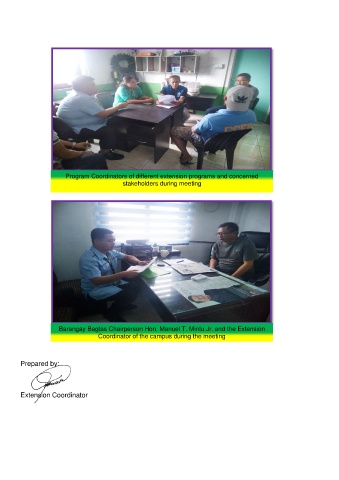 Program Coordinators of different extension programs and concerned
stakeholders during meeting
Barangay Bagtas Chairperson Hon. Manuel T. Mintu Jr. and the Extension
Coordinator of the campus during the meeting
Prepared by:
Extension Coordinator